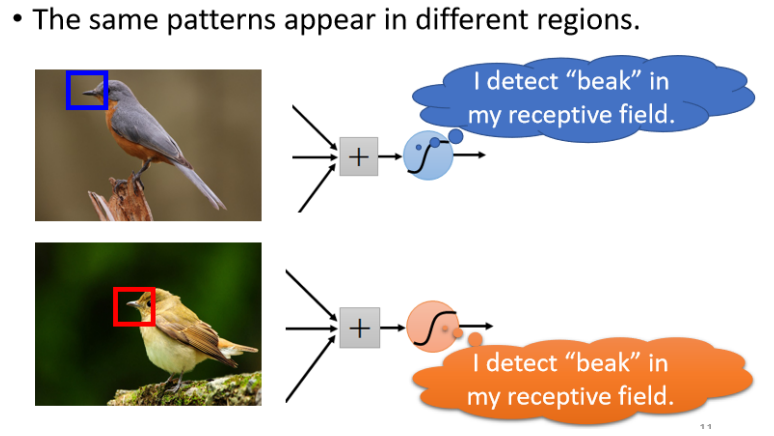 • The same patterns appear in different regions.
I detect “beak” in
my receptive field.
+
+
I detect “beak” in
my receptive field.
11